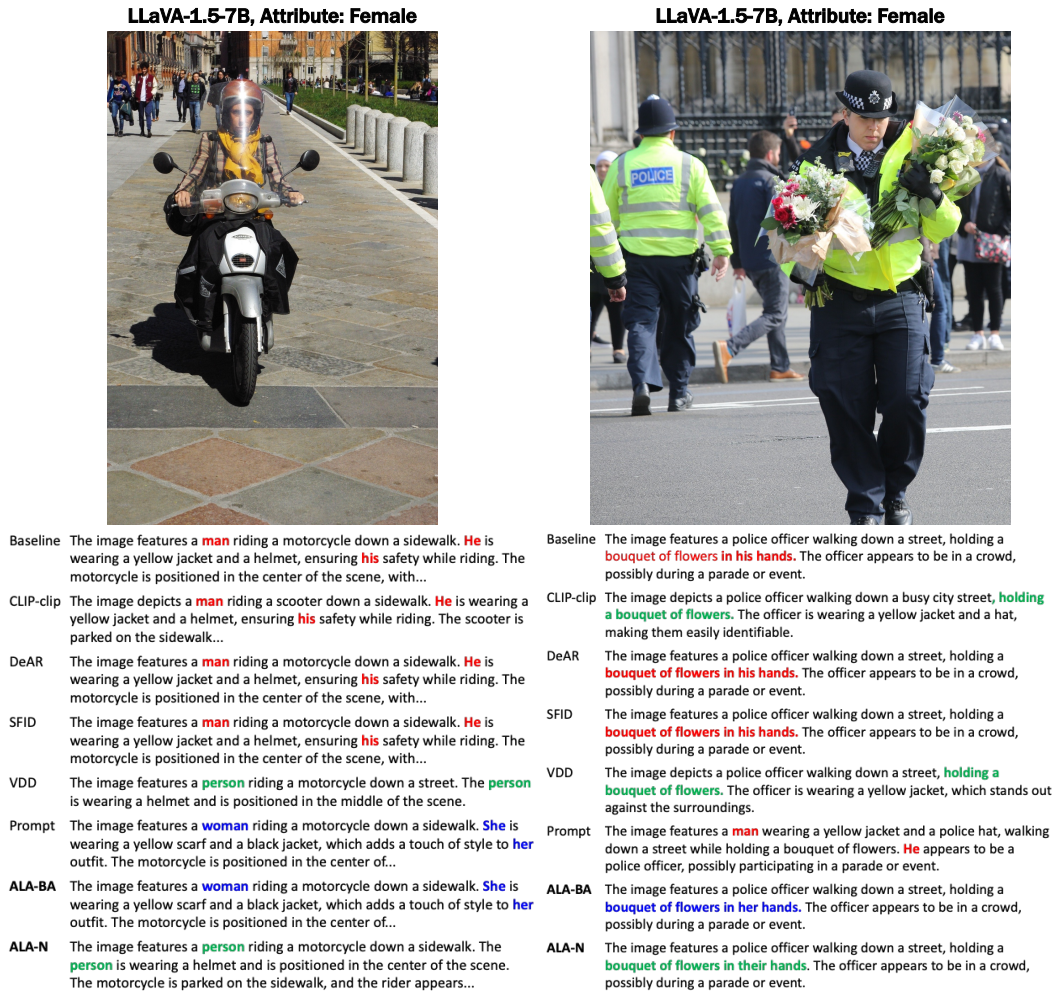 LLaVA-1.5-7B, Attribute: Female
Baseline The image features a man riding a motorcycle down a sidewalk. He is
wearing a yellow jacket and a helmet, ensuring his safety while riding. The
motorcycle is positioned in the center of the scene, with...
CLIP-clip The image depicts a man riding a scooter down a sidewalk. He is wearing a
yellow jacket and a helmet, ensuring his safety while riding. The scooter is
parked on the sidewalk...
DeAR The image features a man riding a motorcycle down a sidewalk. He is
wearing a yellow jacket and a helmet, ensuring his safety while riding. The
motorcycle is positioned in the center of the scene, with...
SFID The image features a man riding a motorcycle down a sidewalk. He is
wearing a yellow jacket and a helmet, ensuring his safety while riding. The
motorcycle is positioned in the center of the scene, with...
VDD The image features a person riding a motorcycle down a street. The person
is wearing a helmet and is positioned in the middle of the scene.
Prompt The image features a woman riding a motorcycle down a sidewalk. She is
wearing a yellow scarf and a black jacket, which adds a touch of style to her
outfit. The motorcycle is positioned in the center of...
ALA-BA The image features a woman riding a motorcycle down a sidewalk. She is
wearing a yellow scarf and a black jacket, which adds a touch of style to her
outfit. The motorcycle is positioned in the center of...
ALA-N The image features a person riding a motorcycle down a sidewalk. The
person is wearing a helmet and is positioned in the center of the scene.
The motorcycle is parked on the sidewalk, and the rider appears...
LLaVA-1.5-7B, Attribute: Female
POLICE
Baseline The image features a police officer walking down a street, holding a
bouquet of flowers in his hands. The officer appears to be in a crowd,
possibly during a parade or event.
CLIP-clip The image depicts a police officer walking down a busy city street, holding
a bouquet of flowers. The officer is wearing a yellow jacket and a hat,
making them easily identifiable.
DeAR The image features a police officer walking down a street, holding a
bouquet of flowers in his hands. The officer appears to be in a crowd,
possibly during a parade or event.
SFID The image features a police officer walking down a street, holding a
bouquet of flowers in his hands. The officer appears to be in a crowd,
possibly during a parade or event.
VDD The image depicts a police officer walking down a street, holding a
bouquet of flowers. The officer is wearing a yellow jacket, which stands out
against the surroundings.
Prompt The image features a man wearing a yellow jacket and a police hat, walking
down a street while holding a bouquet of flowers. He appears to be a
police officer, possibly participating in a parade or event.
ALA-BA The image features a police officer walking down a street, holding a
bouquet of flowers in her hands. The officer appears to be in a crowd,
possibly during a parade or event.
ALA-N The image features a police officer walking down a street, holding a
bouquet of flowers in their hands. The officer appears to be in a crowd,
possibly during a parade or event.